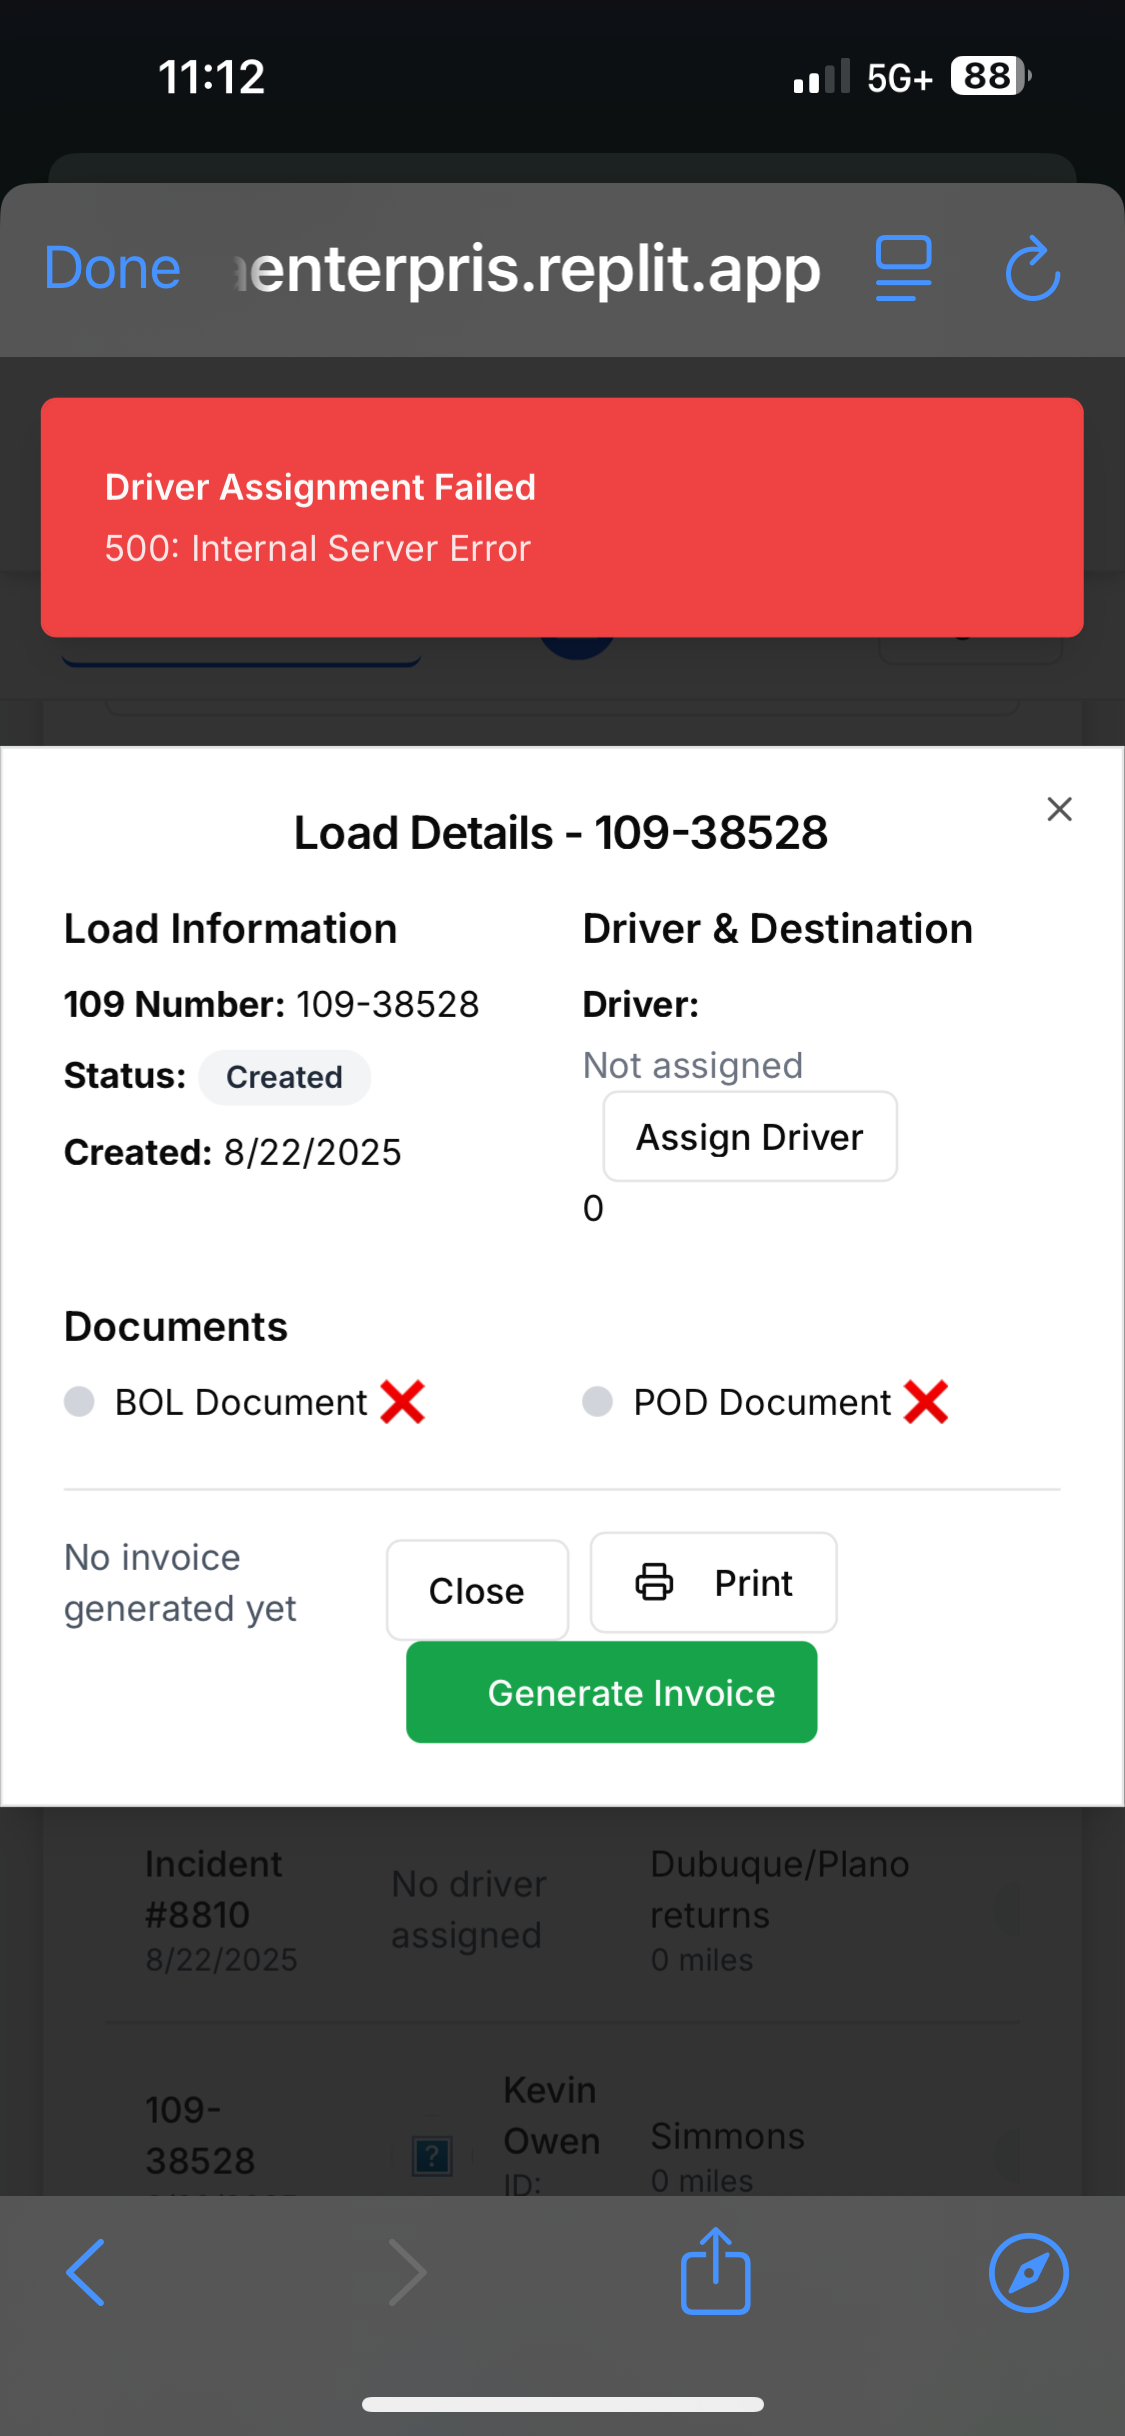 11:12
5G+ 88
Done
enterpris.replit.app
Driver Assignment Failed
500: Internal Server Error
Load Details - 109-38528
Load Information
109 Number: 109-38528
Status: Created
Created: 8/22/2025
Driver & Destination
Driver:
Not assigned
Assign Driver
0
Documents
BOL Document ❌
POD Document ❌
No invoice
generated yet
Close
Print
Generate Invoice
Incident
#8810
8/22/2025
No driver
assigned
Dubuque/Plano
returns
0 miles
109-
38528
?
Kevin
Owen
ID:
Simmons
0 miles